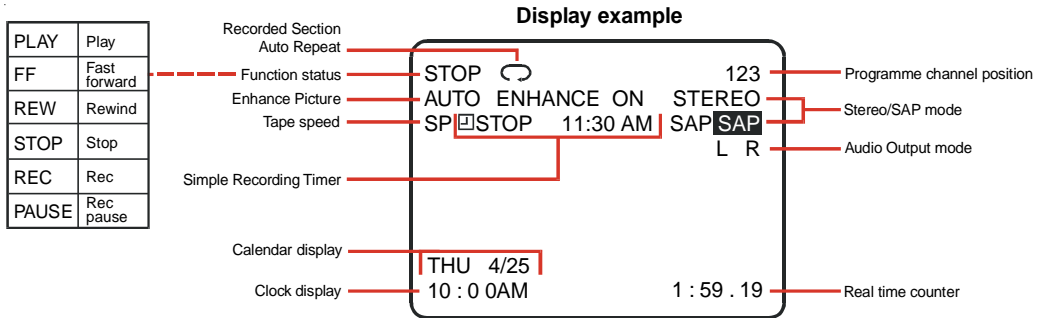 Display example
PLAY Play
FF Fast forward
REW Rewind
STOP Stop
REC Rec
PAUSE Rec pause
Recorded Section
Auto Repeat
Function status
Enhance Picture
Tape speed
Simple Recording Timer
Calendar display
Clock display
STOP 123
AUTO ENHANCE ON STEREO
SP STOP 11:30 AM SAP SAP
L R
THU 4/25
10 : 0 0AM 1 : 59 . 19
Programme channel position
Stereo/SAP mode
Audio Output mode
Real time counter